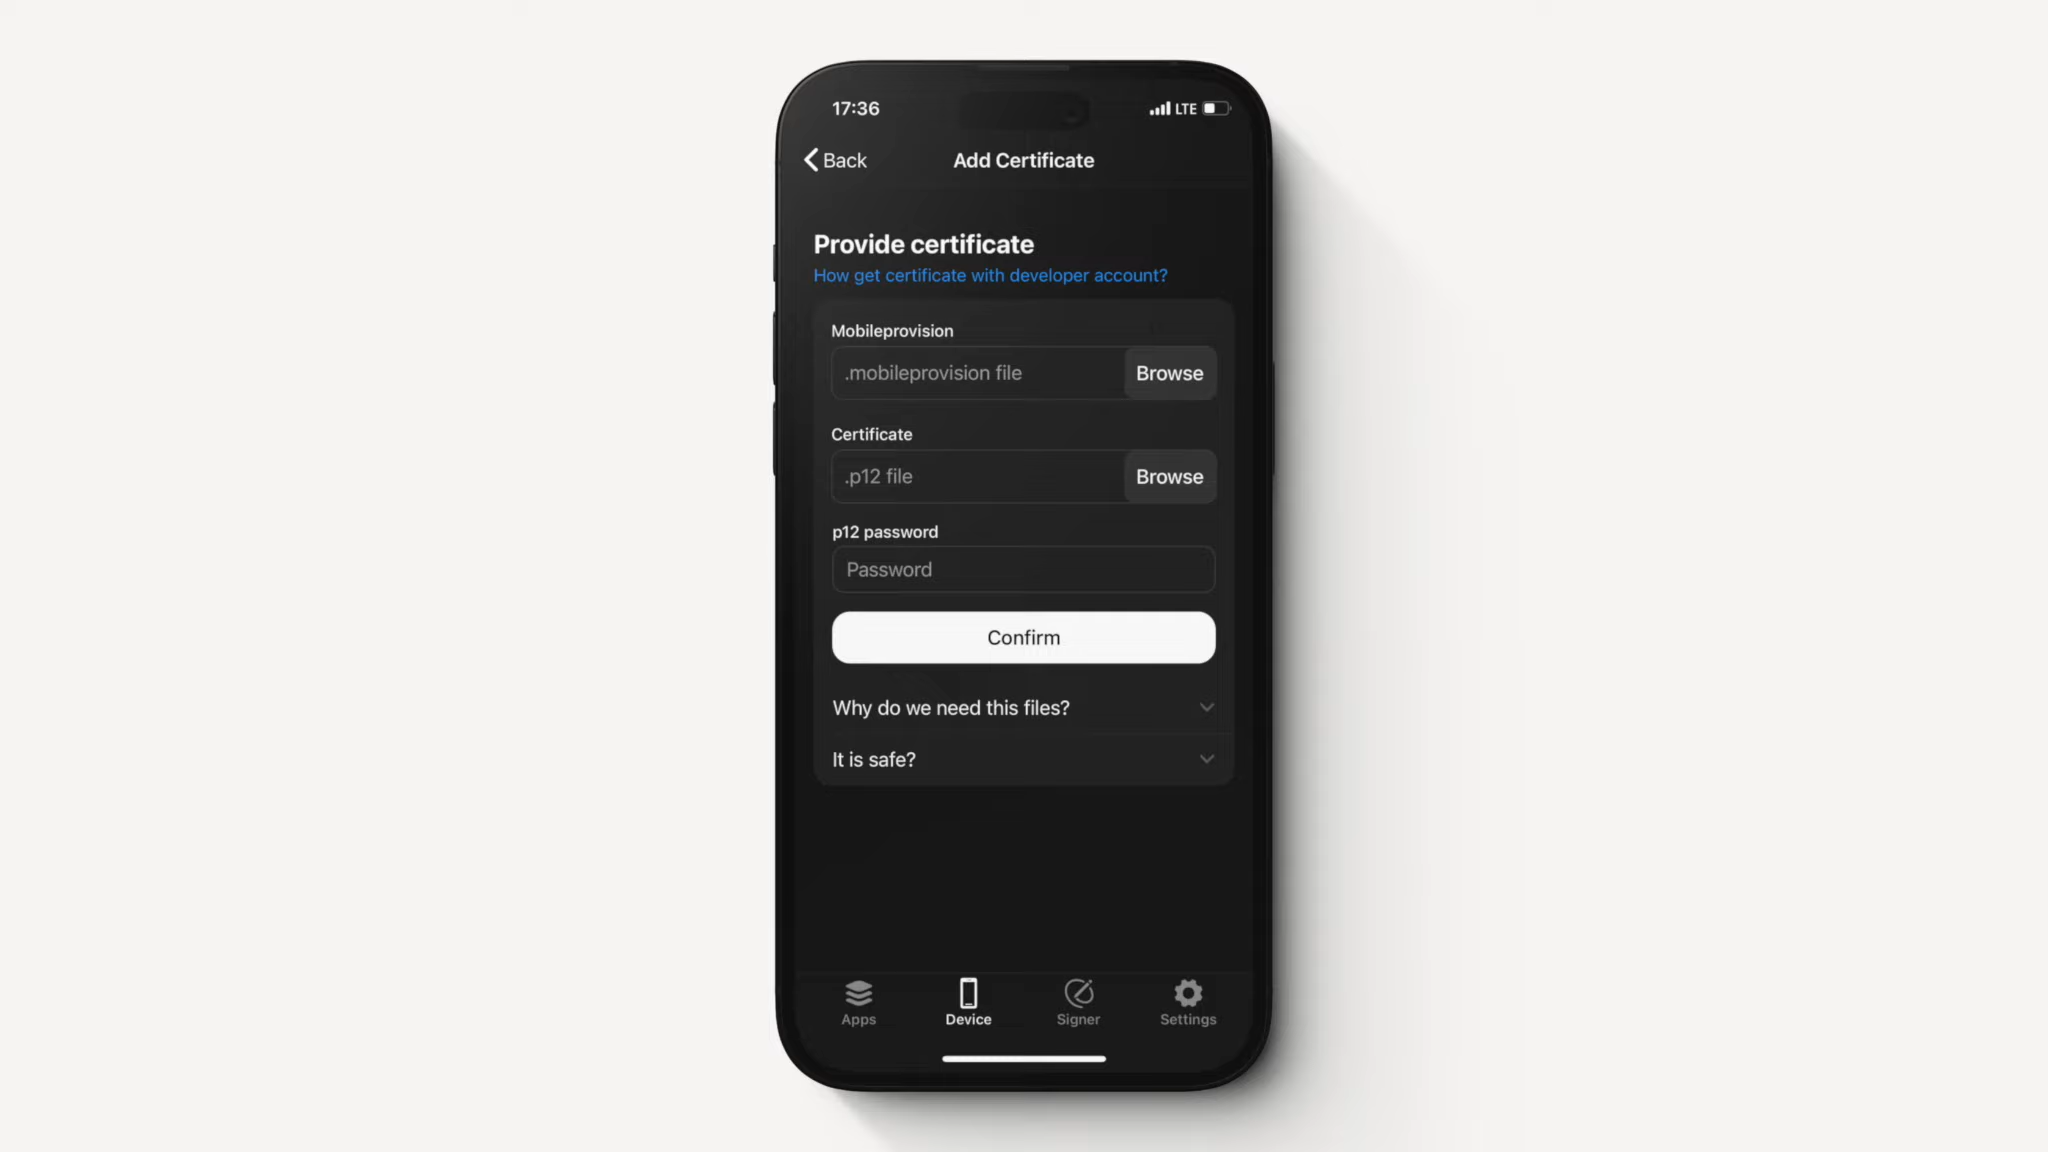 17:36
LTE
Back
Add Certificate
Provide certificate
How get certificate with developer account?
Mobileprovision
.mobileprovision file
Browse
Certificate
.p12 file
Browse
p12 password
Password
Confirm
Why do we need this files?
It is safe?
Apps
Device
Signer
Settings